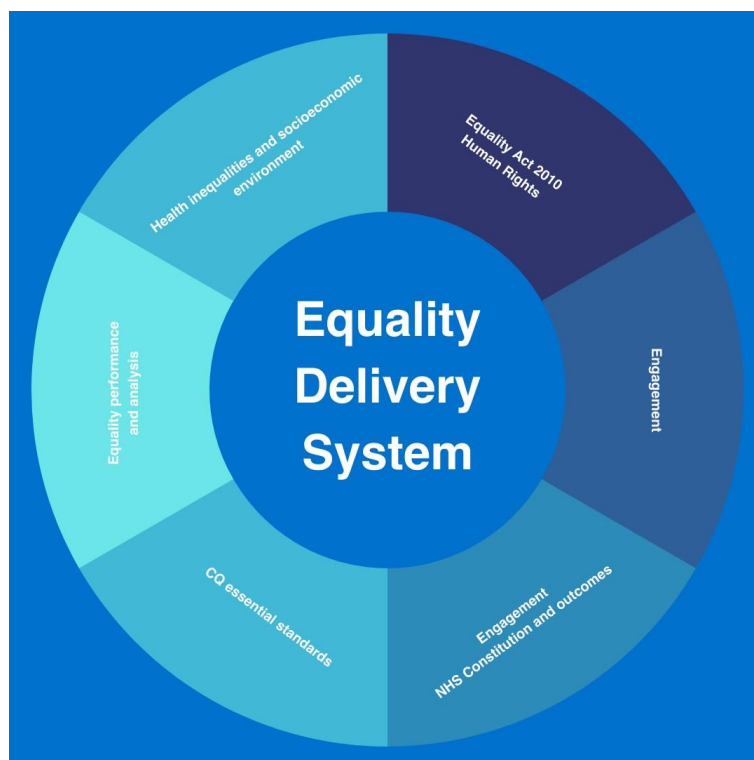 Equality
Delivery
System
Equality Act 2010
Human Rights
Engagement
Engagement
NHS Constitution and outcomes
CQ essential standards
Equality performance
and analysis
Health inequalities and socioeconomic
environment